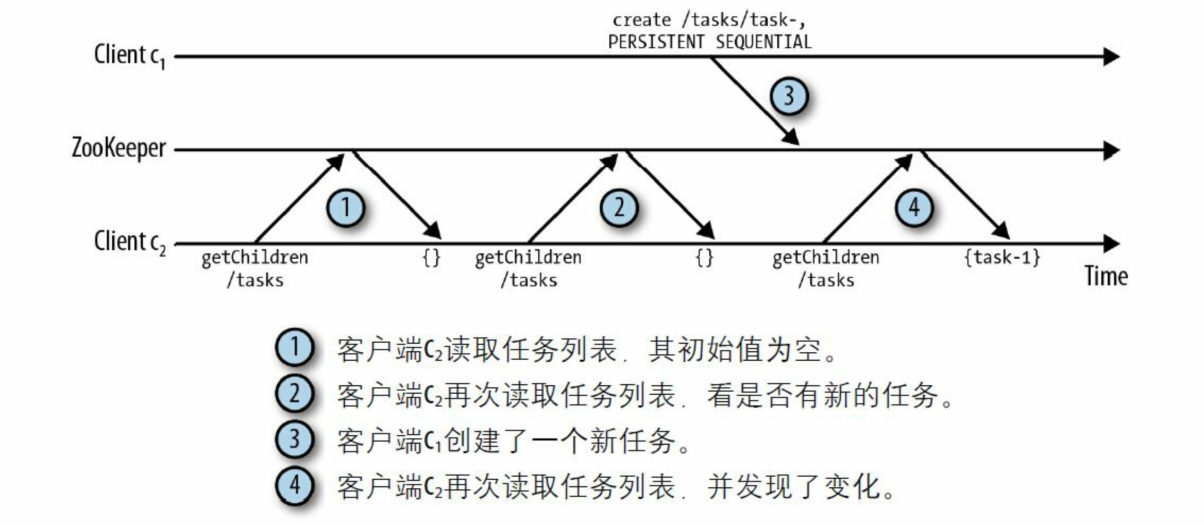 create /tasks/task-,
PERSISTENT SEQUENTIAL
Client c₁
3
ZooKeeper
1
2
4
Client c₂
getChildren
/tasks
{}
getChildren
/tasks
{}
getChildren
/tasks
{task-1}
Time
1 客户端C₂读取任务列表，其初始值为空。
2 客户端C₂再次读取任务列表，看是否有新的任务。
3 客户端C₁创建了一个新任务。
4 客户端C₂再次读取任务列表，并发现了变化。